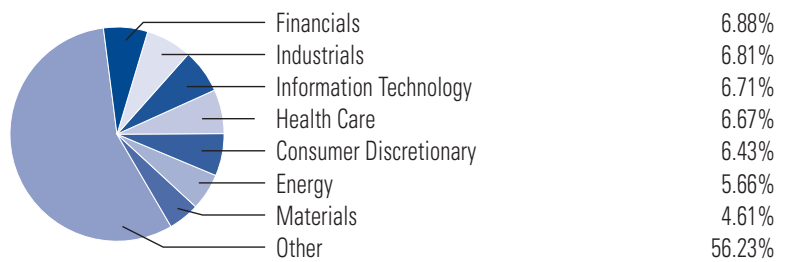 Financials 6.88%
Industrials 6.81%
Information Technology 6.71%
Health Care 6.67%
Consumer Discretionary 6.43%
Energy 5.66%
Materials 4.61%
Other 56.23%